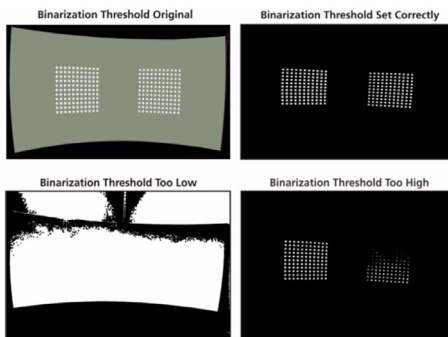 Binarization Threshold Original
Binarization Threshold Set Correctly
Binarization Threshold Too Low
Binarization Threshold Too High